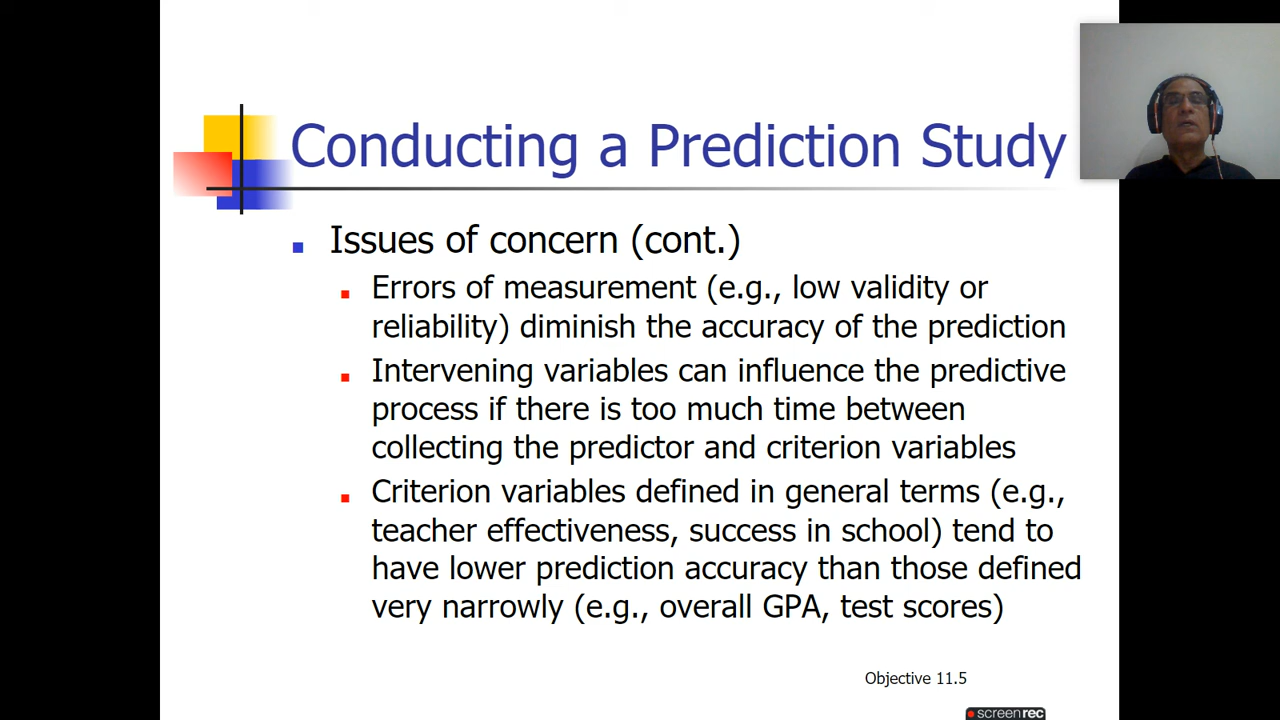 Conducting a Prediction Study
Issues of concern (cont.)
Errors of measurement (e.g., low validity or
reliability) diminish the accuracy of the prediction
Intervening variables can influence the predictive
process if there is too much time between
collecting the predictor and criterion variables
Criterion variables defined in general terms (e.g.,
teacher effectiveness, success in school) tend to
have lower prediction accuracy than those defined
very narrowly (e.g., overall GPA, test scores)
Objective 11.5
screenrec